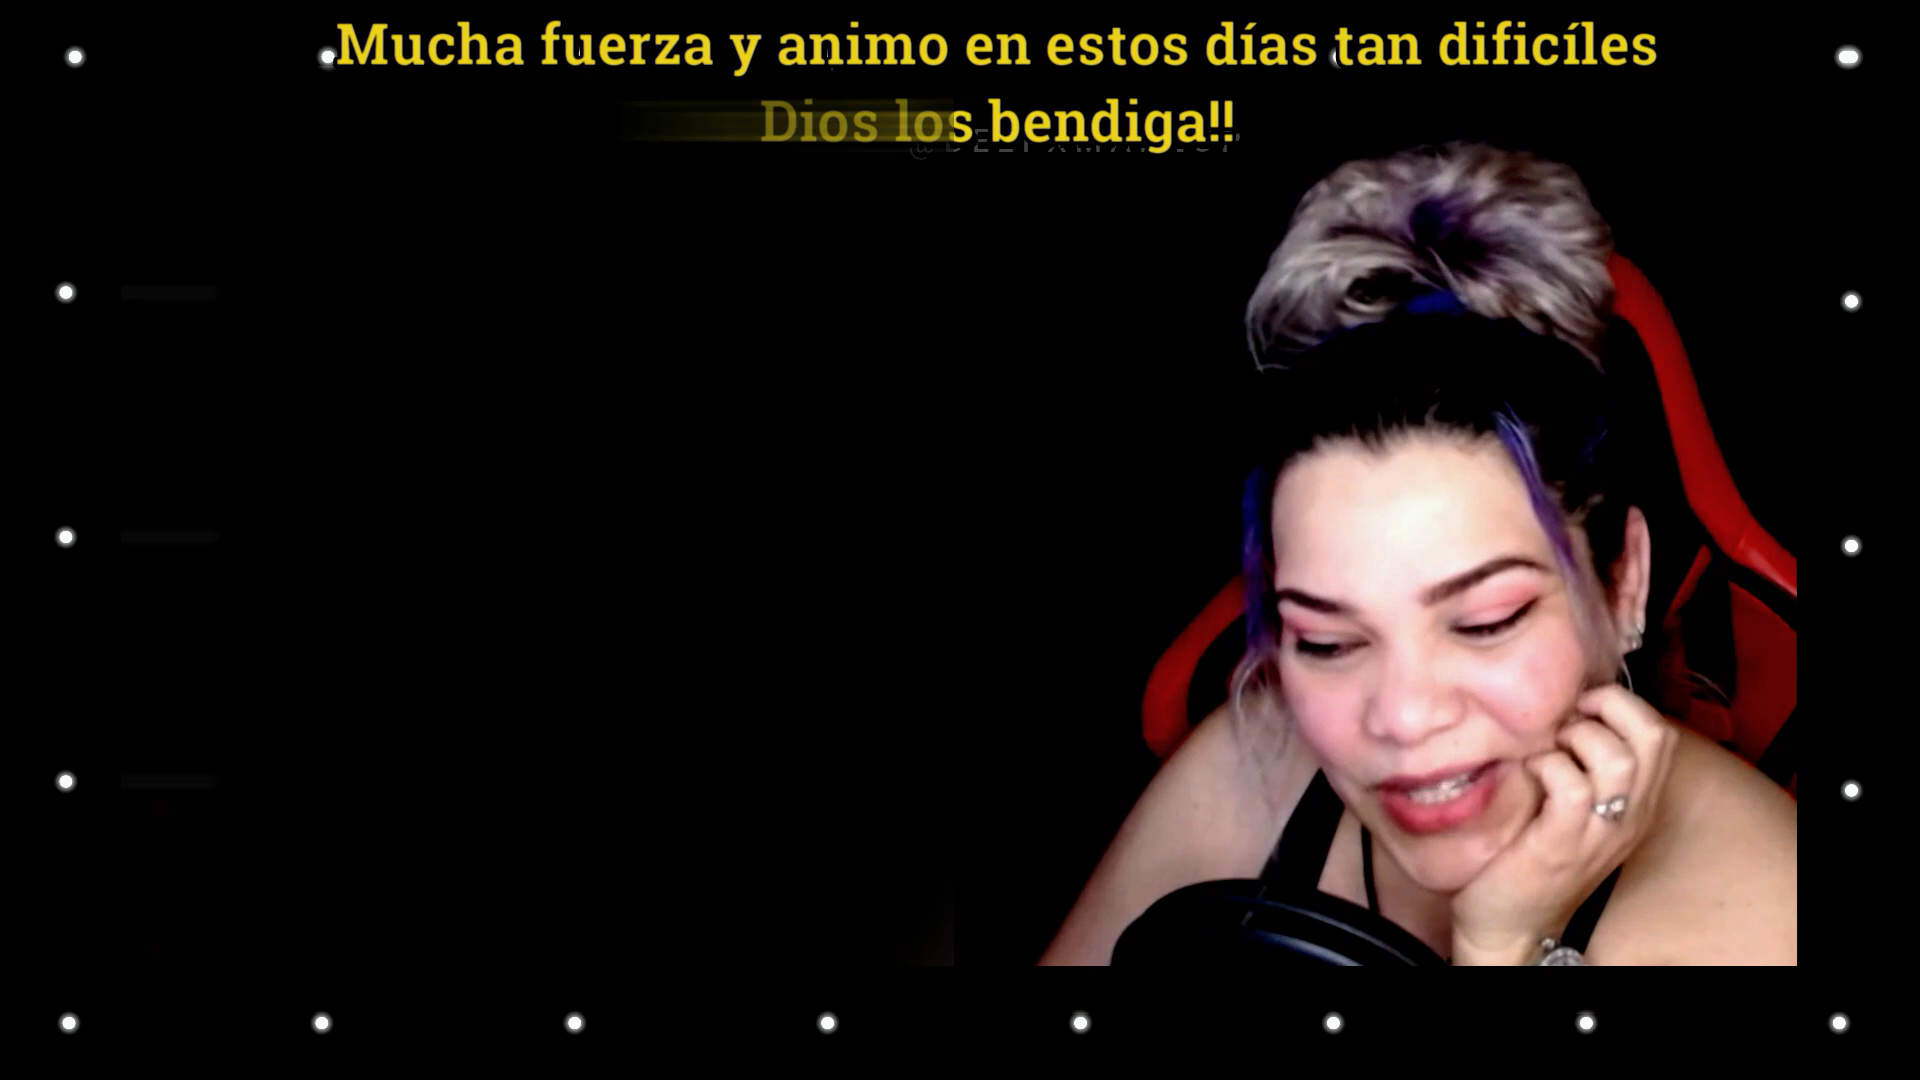 Mucha fuerza y animo en estos días tan dificíles
Dios los bendiga!!